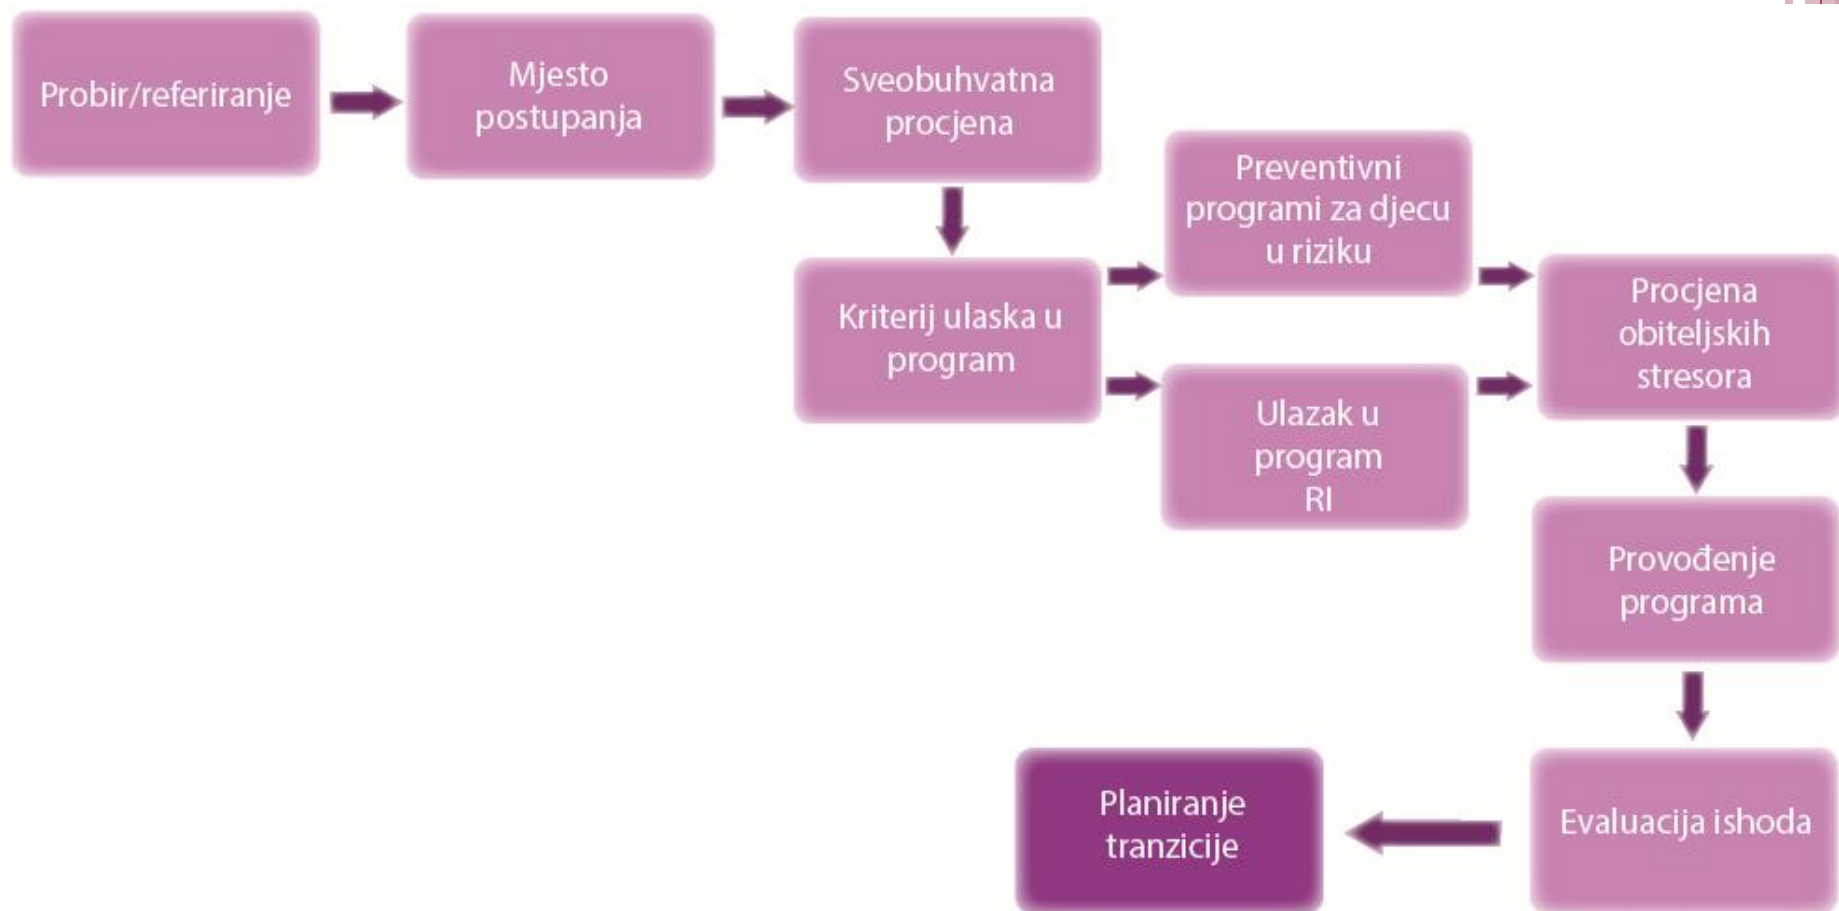 Probir/referiranje
Mjesto
postupanja
Sveobuhvatna
procjena
Kriterij ulaska u
program
Preventivni
programi za djecu
u riziku
Ulazak u
program
RI
Procjena
obiteljskih
stresora
Provođenje
programa
Evaluacija ishoda
Planiranje
tranzicije